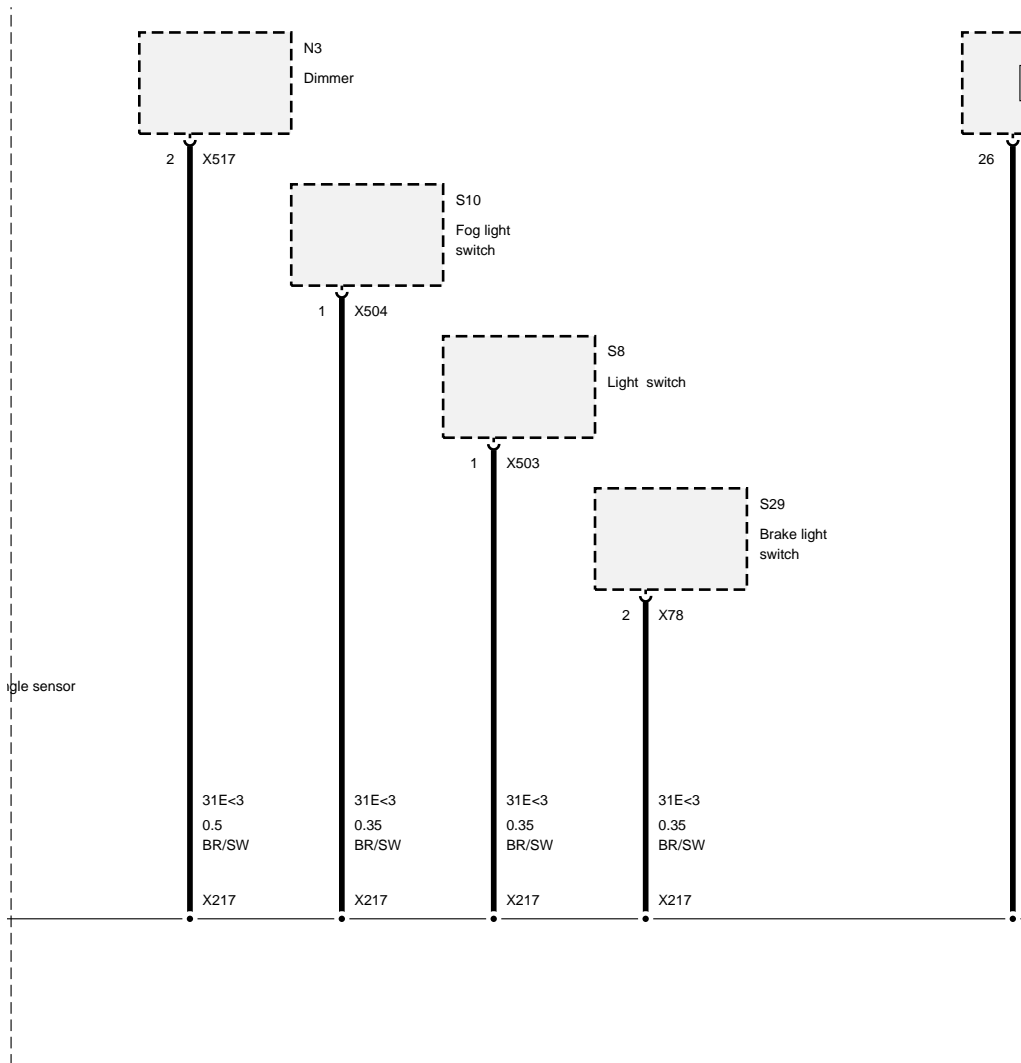 N3
Dimmer
2 X517
26
S10
Fog light
switch
1 X504
S8
Light switch
1 X503
S29
Brake light
switch
2 X78
gle sensor
31E<3 31E<3 31E<3 31E<3
0.5 0.35 0.35 0.35
BR/SW BR/SW BR/SW BR/SW
X217 X217 X217 X217